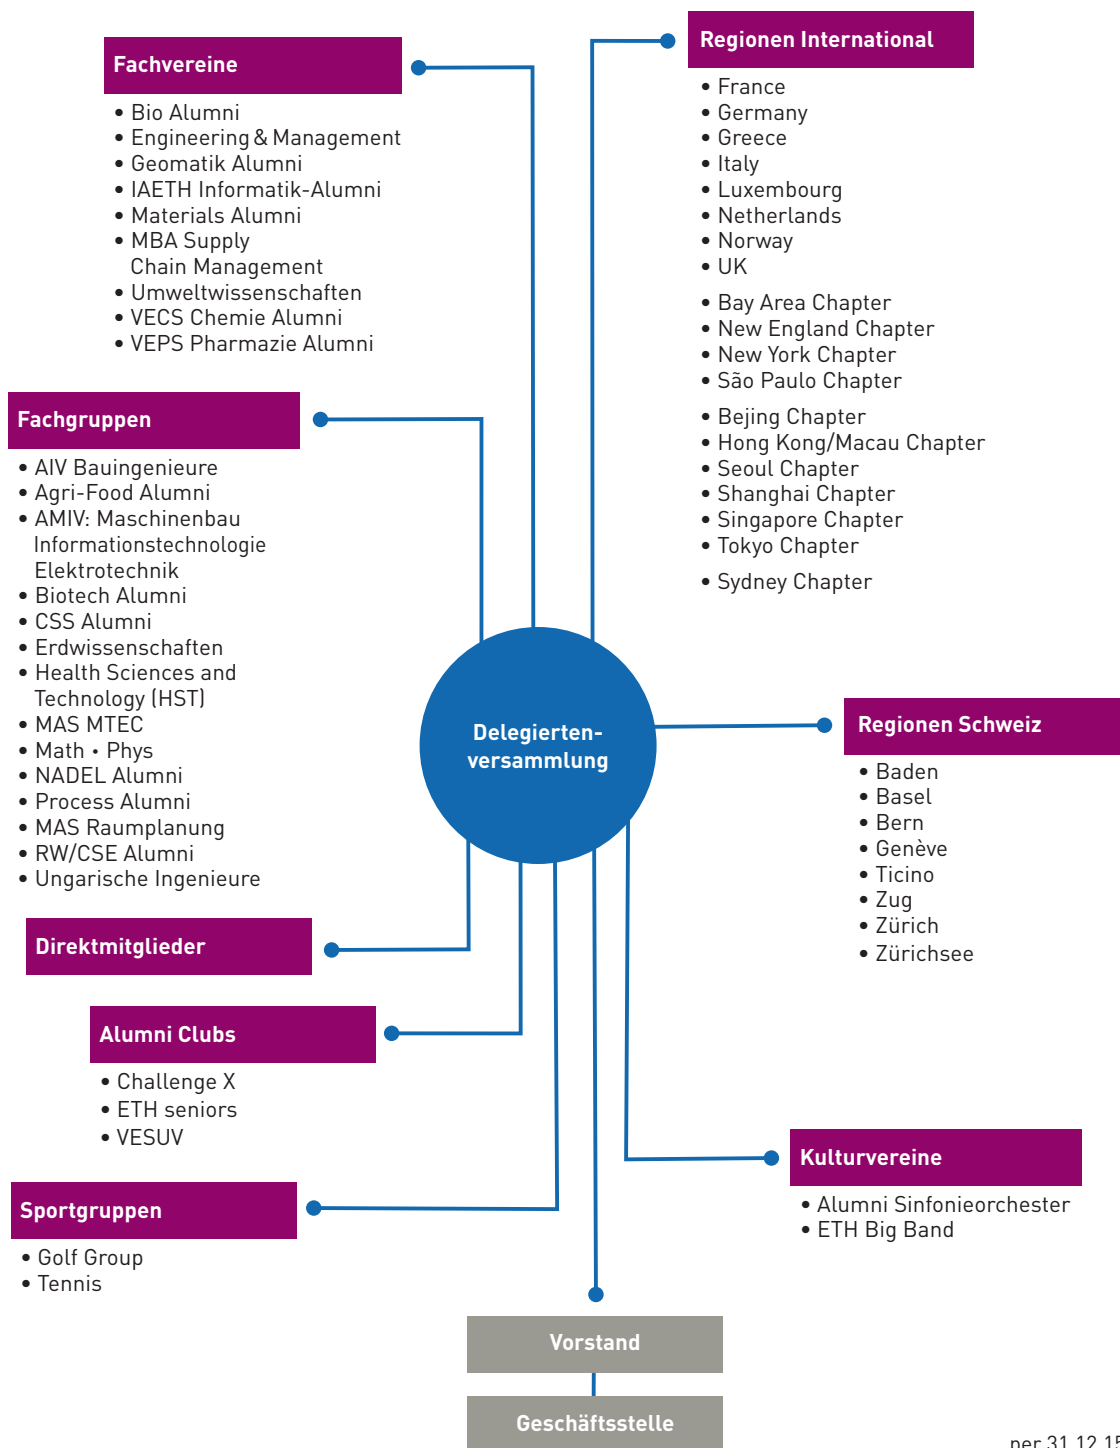 Fachvereine
• Bio Alumni
• Engineering & Management
• Geomatik Alumni
• IAETH Informatik-Alumni
• Materials Alumni
• MBA Supply
Chain Management
• Umweltwissenschaften
• VECS Chemie Alumni
• VEPS Pharmazie Alumni
Regionen International
• France
• Germany
• Greece
• Italy
• Luxembourg
• Netherlands
• Norway
• UK
• Bay Area Chapter
• New England Chapter
• New York Chapter
• São Paulo Chapter
• Bejing Chapter
• Hong Kong/Macau Chapter
• Seoul Chapter
• Shanghai Chapter
• Singapore Chapter
• Tokyo Chapter
• Sydney Chapter
Fachgruppen
• AIV Bauingenieure
• Agri-Food Alumni
• AMIV: Maschinenbau
Informationstechnologie
Elektrotechnik
• Biotech Alumni
• CSS Alumni
• Erdwissenschaften
• Health Sciences and
Technology (HST)
• MAS MTEC
• Math • Phys
• NADEL Alumni
• Process Alumni
• MAS Raumplanung
• RW/CSE Alumni
• Ungarische Ingenieure
Delegierten-
versammlung
Regionen Schweiz
• Baden
• Basel
• Bern
• Genève
• Ticino
• Zug
• Zürich
• Zürichsee
Direktmitglieder
Alumni Clubs
• Challenge X
• ETH seniors
• VESUV
Kulturvereine
• Alumni Sinfonieorchester
• ETH Big Band
Sportgruppen
• Golf Group
• Tennis
Vorstand
Geschäftsstelle
per 31.12.15